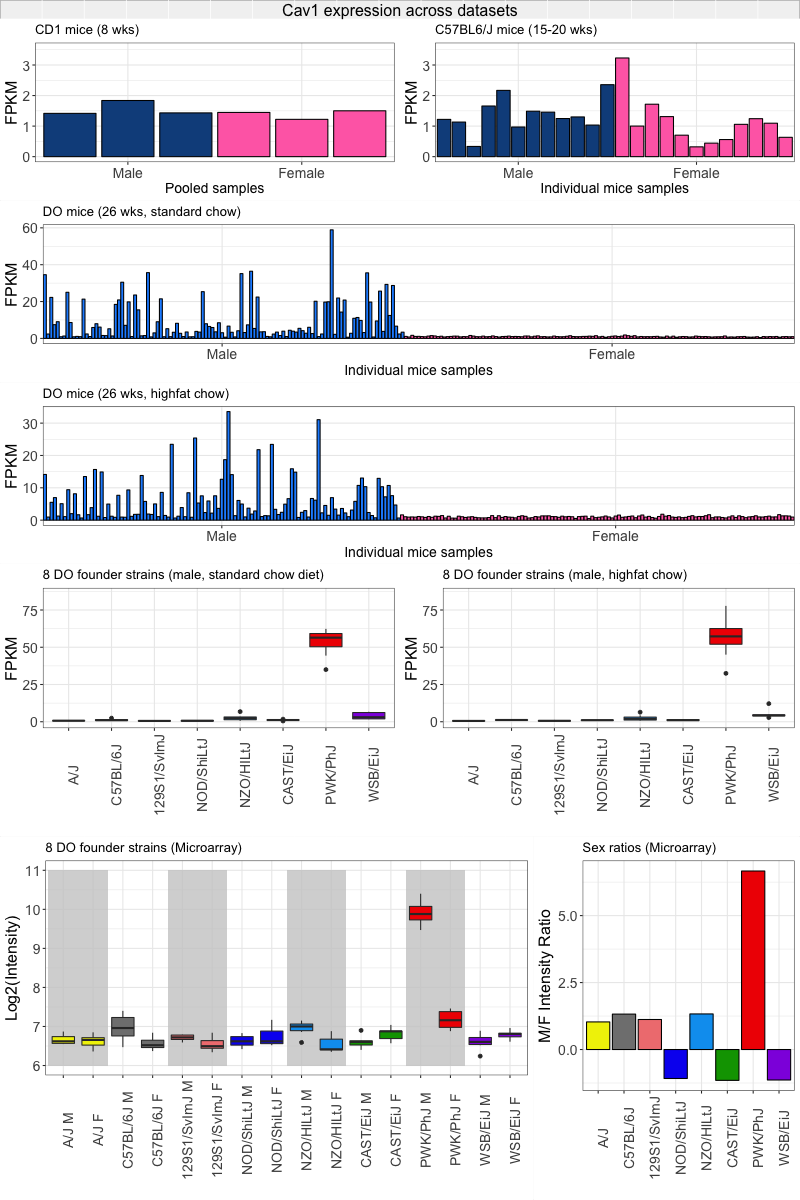 Cav1 expression across datasets
CD1 mice (8 wks)
FPKM
3
2
1
0
Male
Female
Pooled samples
C57BL6/J mice (15-20 wks)
FPKM
3
2
1
0
Male
Female
Individual mice samples
DO mice (26 wks, standard chow)
FPKM
60
40
20
0
Male
Female
Individual mice samples
DO mice (26 wks, highfat chow)
FPKM
30
20
10
0
Male
Female
Individual mice samples
8 DO founder strains (male, standard chow diet)
FPKM
75
50
25
0
A/J
C57BL/6J
129S1/SvImJ
NOD/ShiLtJ
NZO/HILtJ
CAST/EiJ
PWK/PhJ
WSB/EiJ
8 DO founder strains (male, highfat chow)
FPKM
75
50
25
0
A/J
C57BL/6J
129S1/SvImJ
NOD/ShiLtJ
NZO/HILtJ
CAST/EiJ
PWK/PhJ
WSB/EiJ
8 DO founder strains (Microarray)
Log2(Intensity)
11
10
9
8
7
6
A/J M
A/J F
C57BL/6J M
C57BL/6J F
129S1/SvImJ M
129S1/SvImJ F
NOD/ShiLtJ M
NOD/ShiLtJ F
NZO/HILtJ M
NZO/HILtJ F
CAST/EiJ M
CAST/EiJ F
PWK/PhJ M
PWK/PhJ F
WSB/EiJ M
WSB/EiJ F
Sex ratios (Microarray)
M/F Intensity Ratio
5.0
2.5
0.0
A/J
C57BL/6J
129S1/SvImJ
NOD/ShiLtJ
NZO/HILtJ
CAST/EiJ
PWK/PhJ
WSB/EiJ